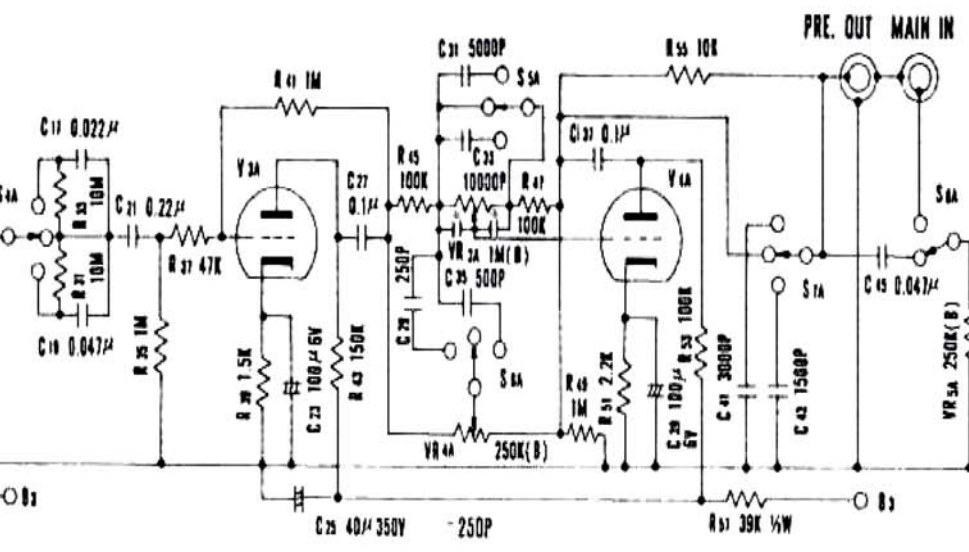 PRE. OUT MAIN IN
C31 5000P
S5A
R55 10K
R41 1M
C17 0.022μ
C33 10000P
C137 0.1μ
V3A
V4A
R45 100K
R47 100K
C27 0.1μ
S4A
R33 10M
C21 0.22μ
S8A
R37 47K
VR3A 1M(B)
R31 10M
250P
C29
C35 500P
S7A
C45 0.047μ
C19 0.047μ
R35 1M
R39 1.5K
C23 100μ 6V
R43 150K
S6A
R49 1M
R51 2.2K
C39 100μ 6V
R53 100K
C41 3000P
C43 1500P
VR5A 250K(B)
VR4A 250K(B)
B3
C25 40μ 350V
-250P
R57 39K ½W
B3